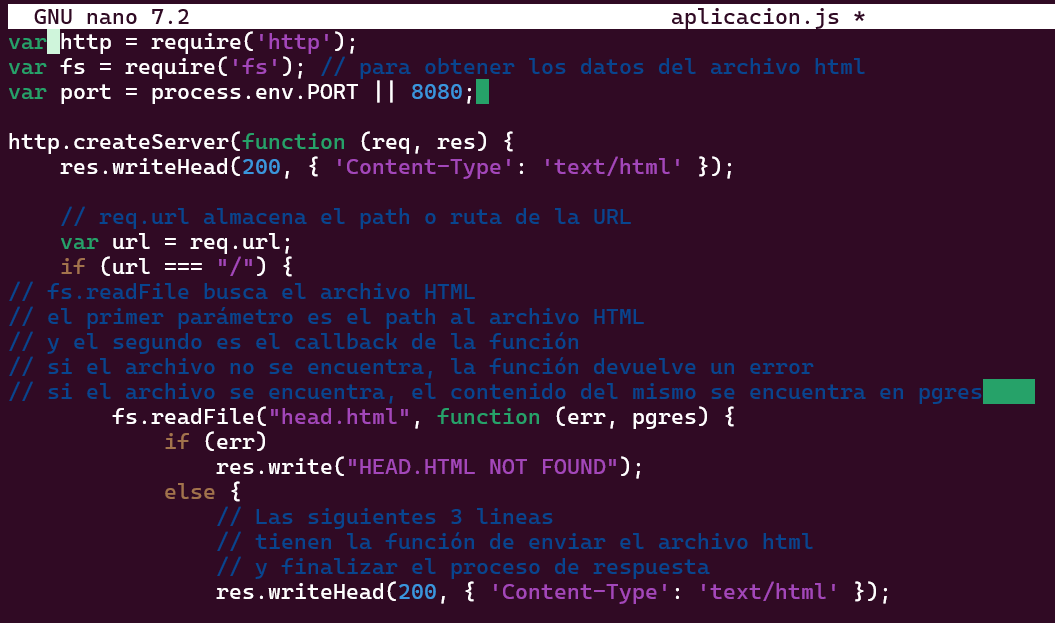 GNU nano 7.2 aplicacion.js *
var http = require('http');
var fs = require('fs'); // para obtener los datos del archivo html
var port = process.env.PORT || 8080;
http.createServer(function (req, res) {
    res.writeHead(200, { 'Content-Type': 'text/html' });
    // req.url almacena el path o ruta de la URL
    var url = req.url;
    if (url === "/") {
// fs.readFile busca el archivo HTML
// el primer parámetro es el path al archivo HTML
// y el segundo es el callback de la función
// si el archivo no se encuentra, la función devuelve un error
// si el archivo se encuentra, el contenido del mismo se encuentra en pgres
        fs.readFile("head.html", function (err, pgres) {
            if (err)
                res.write("HEAD.HTML NOT FOUND");
            else {
                // Las siguientes 3 lineas
                // tienen la función de enviar el archivo html
                // y finalizar el proceso de respuesta
                res.writeHead(200, { 'Content-Type': 'text/html' });